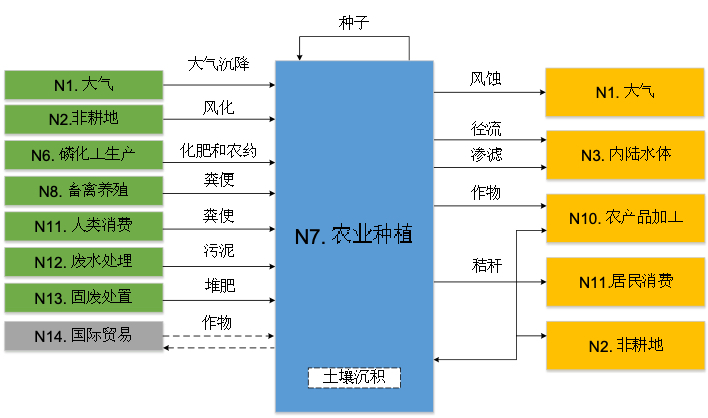 种子
大气沉降
N1. 大气
风化
N2.非耕地
化肥和农约
N6. 磷化工生产
粪便
N8. 畜禽养殖
粪便
N11. 人类消费
污泥
N12. 废水处理
堆肥
N13. 固废处置
作物
N14. 国际贸易
N7. 农业种植
土壤沉积
风蚀
N1. 大气
径流
渗滤
N3. 内陆水体
作物
N10. 农产品加工
秸秆
N11.居民消费
N2. 非耕地